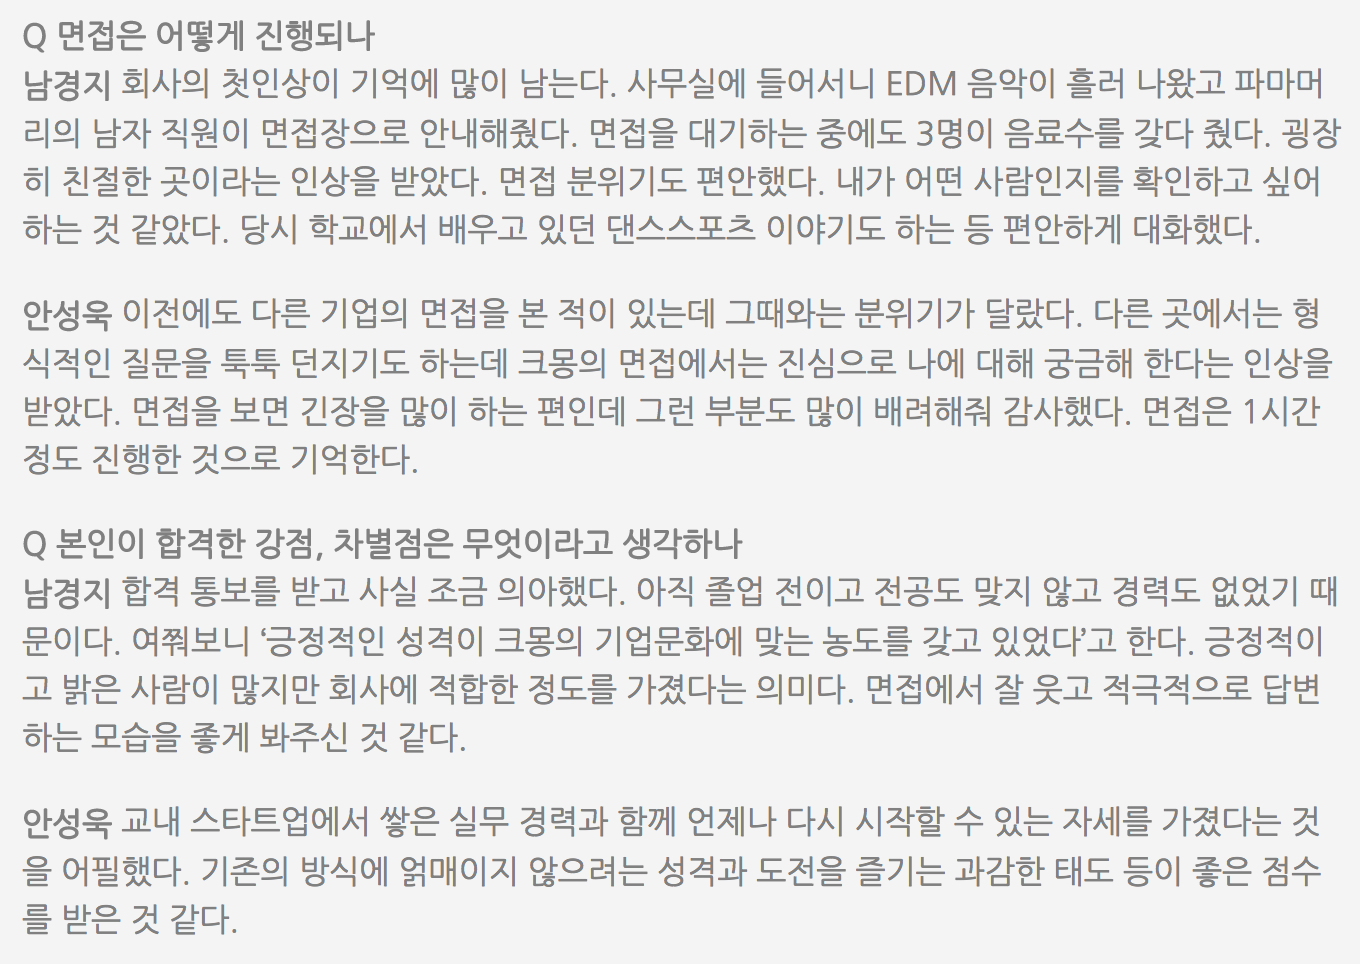 Q 면접은 어떻게 진행되나
남경지 회사의 첫인상이 기억에 많이 남는다. 사무실에 들어서니 EDM 음악이 흘러 나왔고 파마머
리의 남자 직원이 면접장으로 안내해줬다. 면접을 대기하는 중에도 3명이 음료수를 갖다 줬다. 굉장
히 친절한 곳이라는 인상을 받았다. 면접 분위기도 편안했다. 내가 어떤 사람인지를 확인하고 싶어
하는 것 같았다. 당시 학교에서 배우고 있던 댄스스포츠 이야기도 하는 등 편안하게 대화했다.
안성욱 이전에도 다른 기업의 면접을 본 적이 있는데 그때와는 분위기가 달랐다. 다른 곳에서는 형
식적인 질문을 툭툭 던지기도 하는데 크몽의 면접에서는 진심으로 나에 대해 궁금해 한다는 인상을
받았다. 면접을 보면 긴장을 많이 하는 편인데 그런 부분도 많이 배려해줘 감사했다. 면접은 1시간
정도 진행한 것으로 기억한다.
Q 본인이 합격한 강점, 차별점은 무엇이라고 생각하나
남경지 합격 통보를 받고 사실 조금 의아했다. 아직 졸업 전이고 전공도 맞지 않고 경력도 없었기 때
문이다. 여쭤보니 ‘긍정적인 성격이 크몽의 기업문화에 맞는 농도를 갖고 있었다’고 한다. 긍정적이
고 밝은 사람이 많지만 회사에 적합한 정도를 가졌다는 의미다. 면접에서 잘 웃고 적극적으로 답변
하는 모습을 좋게 봐주신 것 같다.
안성욱 교내 스타트업에서 쌓은 실무 경력과 함께 언제나 다시 시작할 수 있는 자세를 가졌다는 것
을 어필했다. 기존의 방식에 얽매이지 않으려는 성격과 도전을 즐기는 과감한 태도 등이 좋은 점수
를 받은 것 같다.